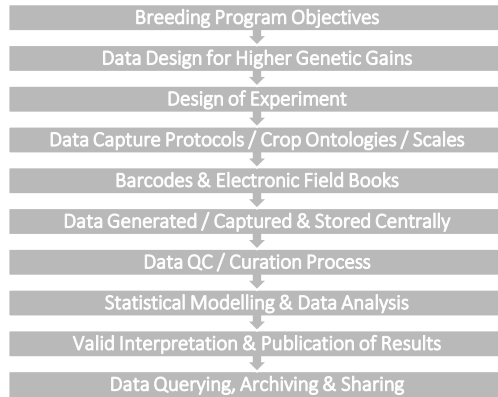 Breeding Program Objectives
Data Design for Higher Genetic Gains
Design of Experiment
Data Capture Protocols / Crop Ontologies / Scales
Barcodes & Electronic Field Books
Data Generated / Captured & Stored Centrally
Data QC / Curation Process
Statistical Modelling & Data Analysis
Valid Interpretation & Publication of Results
Data Querying, Archiving & Sharing